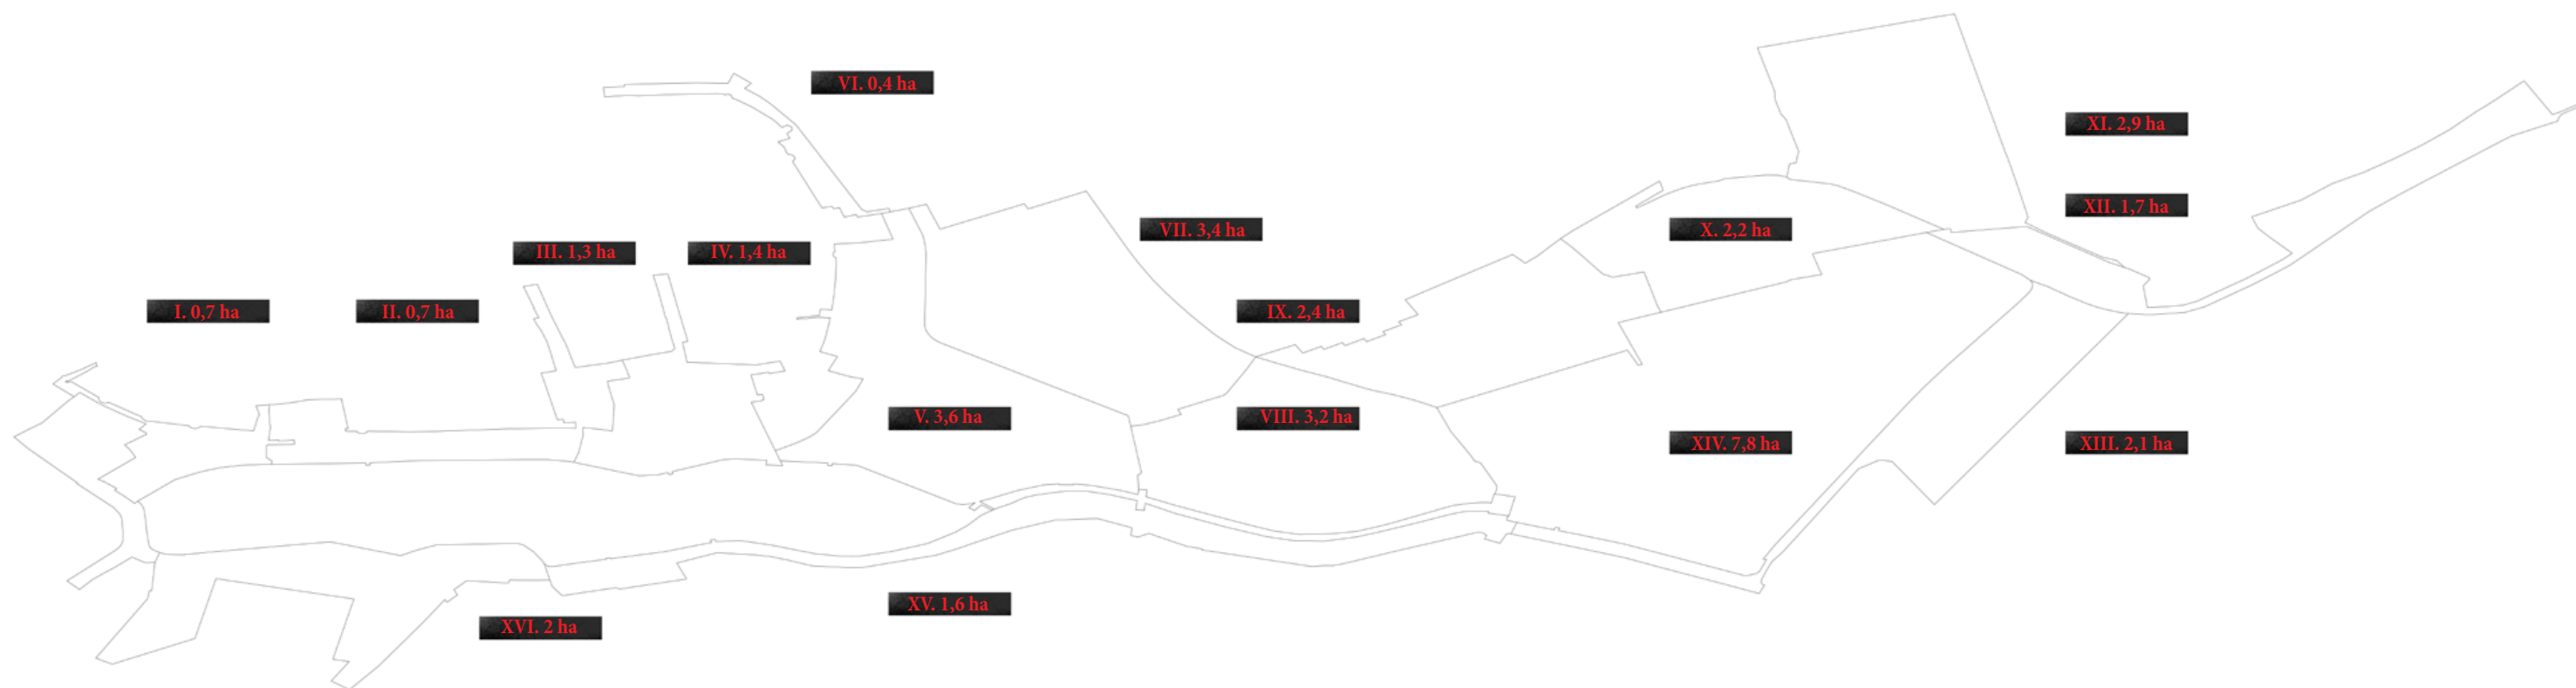 I. 0,7 ha
II. 0,7 ha
III. 1,3 ha
IV. 1,4 ha
V. 3,6 ha
VI. 0,4 ha
VII. 3,4 ha
VIII. 3,2 ha
IX. 2,4 ha
X. 2,2 ha
XI. 2,9 ha
XII. 1,7 ha
XIII. 2,1 ha
XIV. 7,8 ha
XV. 1,6 ha
XVI. 2 ha